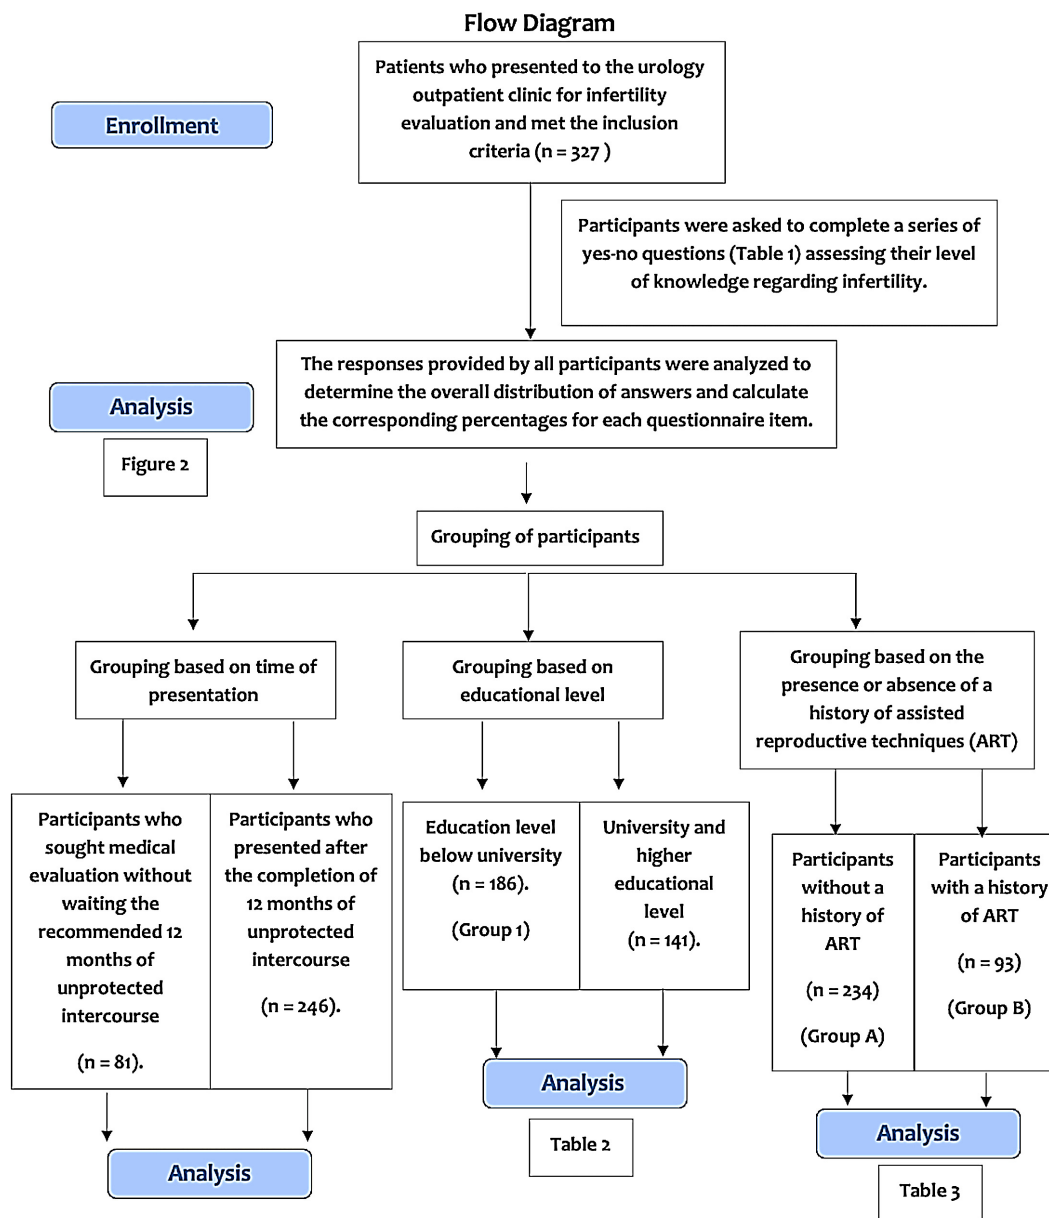 Flow Diagram
Patients who presented to the urology
outpatient clinic for infertility
evaluation and met the inclusion
criteria (n = 327 )
Enrollment
Participants were asked to complete a series of
yes-no questions (Table 1) assessing their level
of knowledge regarding infertility.
The responses provided by all participants were analyzed to
determine the overall distribution of answers and calculate
the corresponding percentages for each questionnaire item.
Analysis
Figure 2
Grouping of participants
Grouping based on time of
presentation
Grouping based on
educational level
Grouping based on the
presence or absence of a
history of assisted
reproductive techniques (ART)
Participants who
sought medical
evaluation without
waiting the
recommended 12
months of
unprotected
intercourse
(n = 81).
Participants who
presented after
the completion of
12 months of
unprotected
intercourse
(n = 246).
Education level
below university
(n = 186).
(Group 1)
University and
higher
educational
level
(n = 141).
Participants
without a
history of
ART
(n = 234)
(Group A)
Participants
with a history
of ART
(n = 93)
(Group B)
Analysis
Analysis
Table 2
Analysis
Table 3